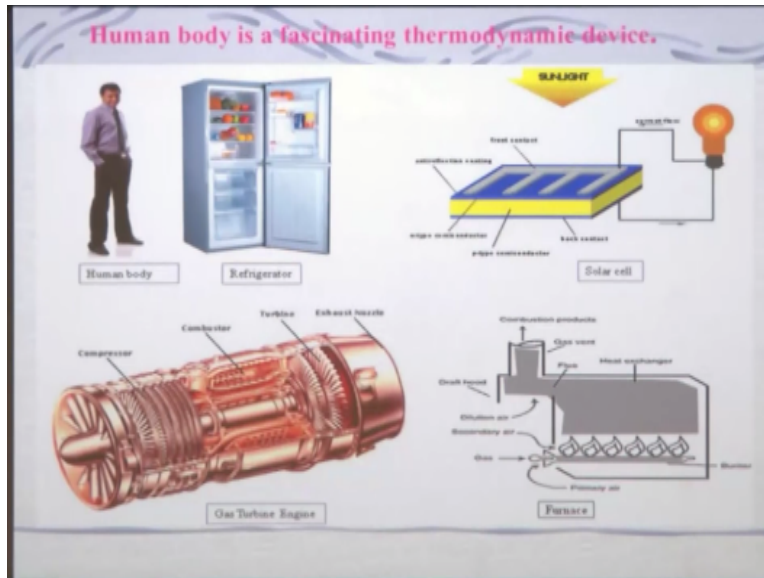 Human body is a fascinating thermodynamic device.
SUNLIGHT
current flow
front contact
antireflection coating
n-type semiconductor
p-type semiconductor
back contact
Human body
Refrigerator
Solar cell
Compressor
Combustor
Turbine
Exhaust Nozzle
Gas Turbine Engine
Combustion products
Gas vent
Heat exchanger
Flue
Draft hood
Dilution air
Secondary air
Gas
Burner
Primary air
Furnace